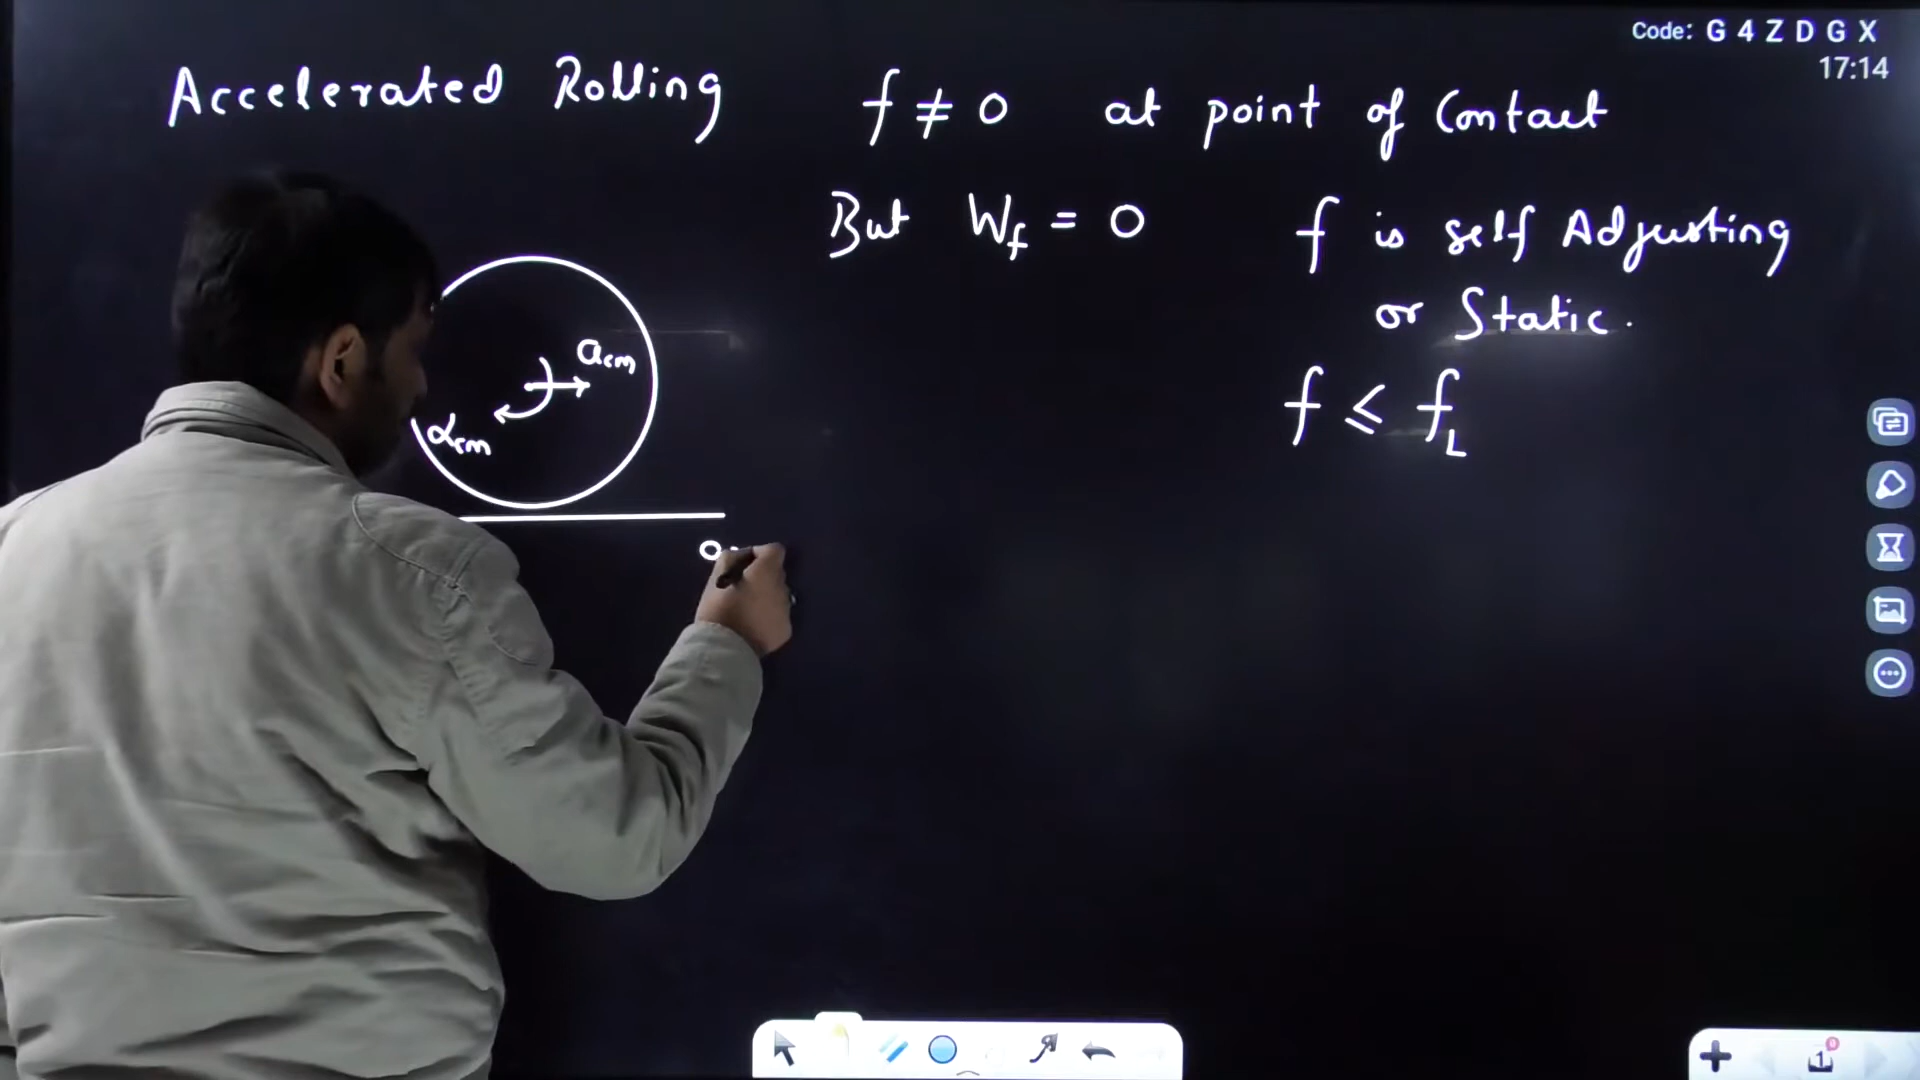 Code: G 4 Z D G X
17:14
Accelerated Rolling
f ≠ 0 at point of Contact
But W_f = 0
f is self Adjusting
or Static.
f ≤ f_L
a_cm
α_cm
1